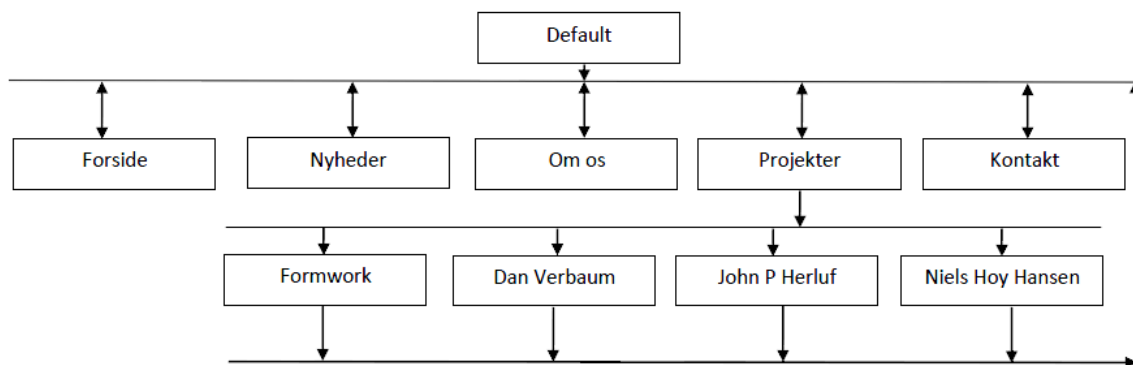 Default
Forside
Nyheder
Om os
Projekter
Kontakt
Formwork
Dan Verbaum
John P Herluf
Niels Hoy Hansen